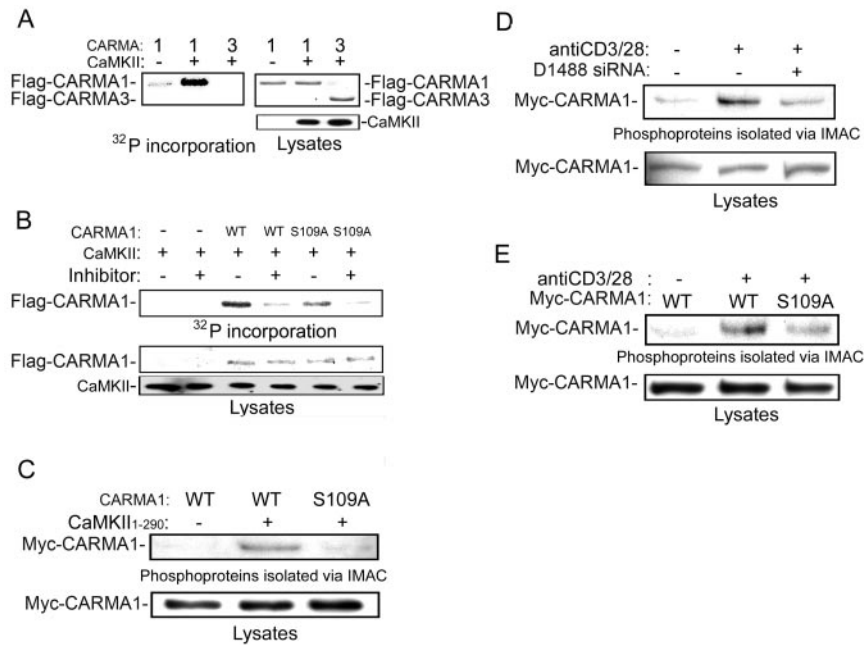 A
CARMA: 1 1 3 1 1 3
CaMKII: - + + - + +
Flag-CARMA1- -Flag-CARMA1
Flag-CARMA3- -Flag-CARMA3
-CaMKII
32P incorporation Lysates
B
CARMA1: - - WT WT S109A S109A
CaMKII: + + + + + +
Inhibitor: - + - + - +
Flag-CARMA1-
32P incorporation
Flag-CARMA1-
CaMKII-
Lysates
C
CARMA1: WT WT S109A
CaMKII1-290: - + +
Myc-CARMA1-
Phosphoproteins isolated via IMAC
Myc-CARMA1-
Lysates
D
antiCD3/28: - + +
D1488 siRNA: - - +
Myc-CARMA1-
Phosphoproteins isolated via IMAC
Myc-CARMA1-
Lysates
E
antiCD3/28 : - + +
Myc-CARMA1: WT WT S109A
Myc-CARMA1-
Phosphoproteins isolated via IMAC
Myc-CARMA1-
Lysates